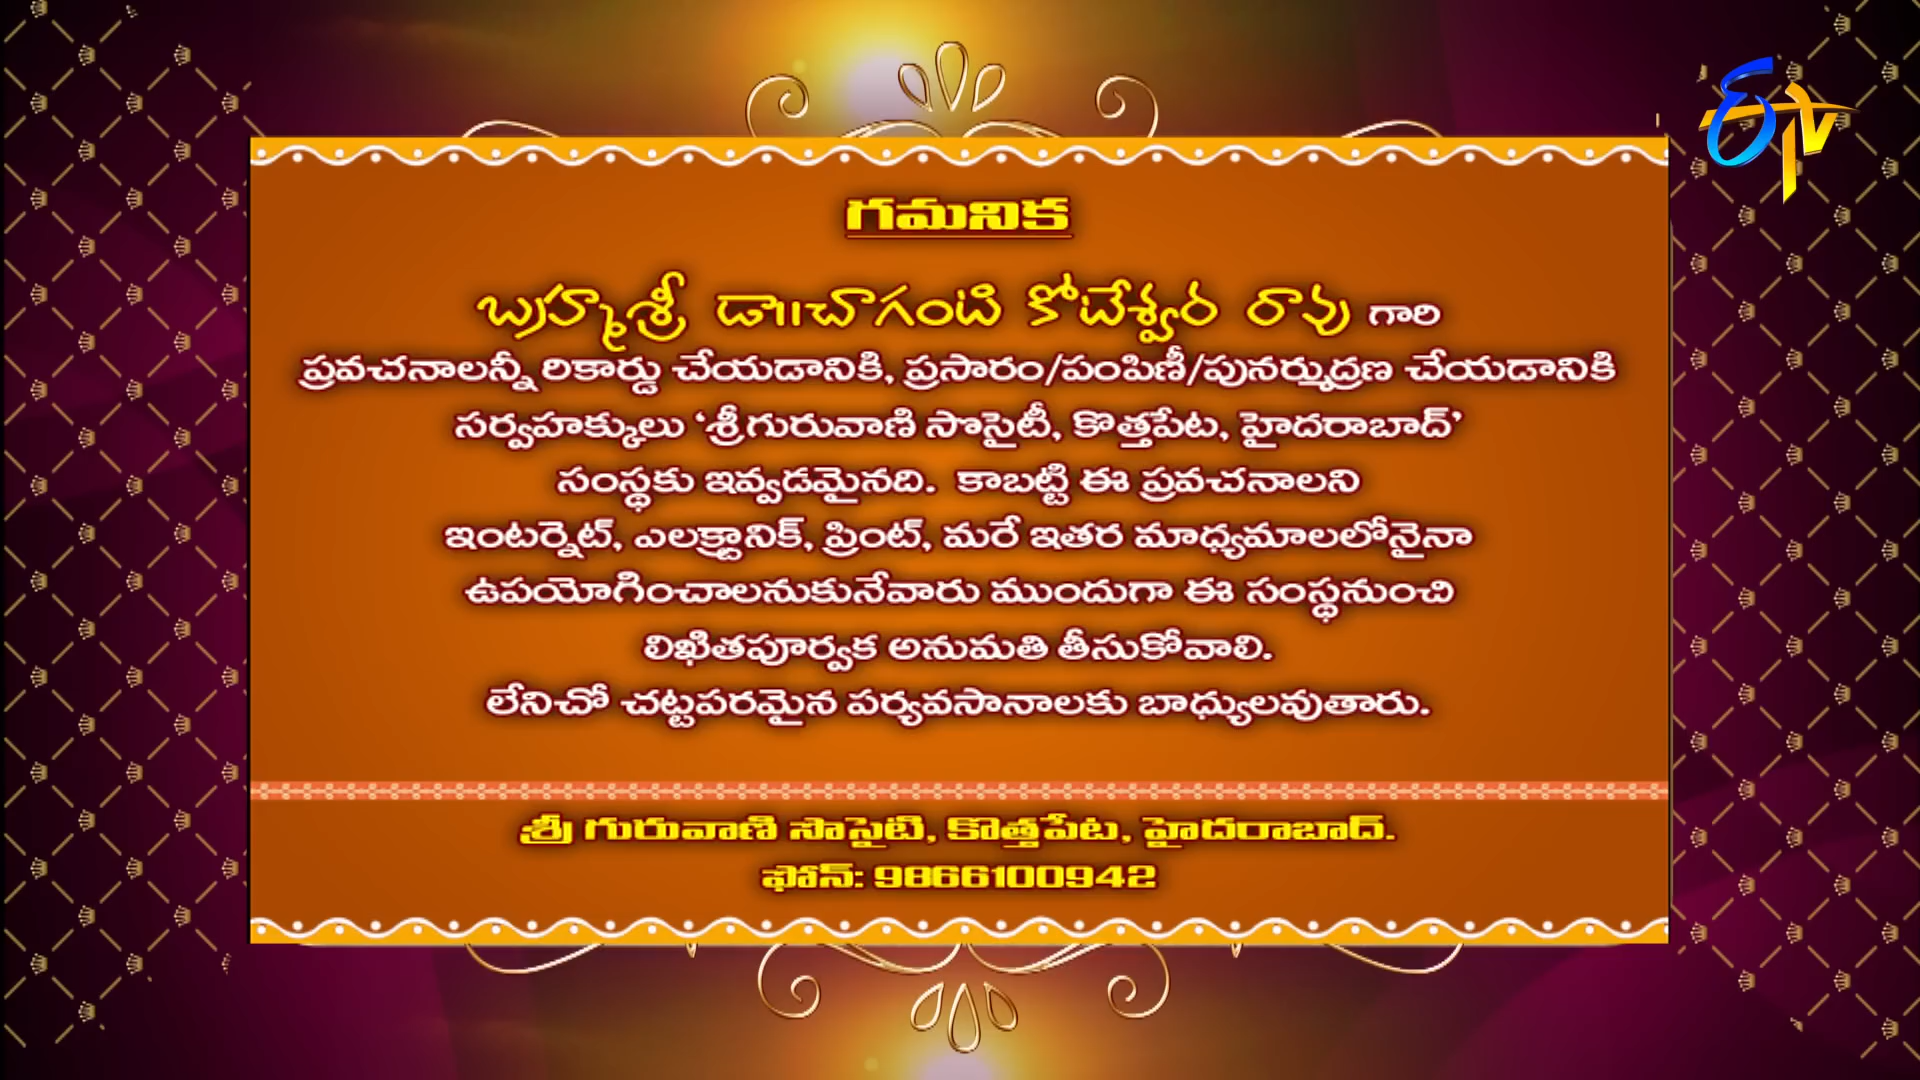 ఈtv
గమనిక
బ్రహ్మశ్రీ డా॥చాగంటి కోటేశ్వర రావు గారి
ప్రవచనాలన్నీ రికార్డు చేయడానికి, ప్రసారం/పంపిణీ/పునర్ముద్రణ చేయడానికి
సర్వహక్కులు ‘శ్రీగురువాణి సొసైటీ, కొత్తపేట, హైదరాబాద్’
సంస్థకు ఇవ్వడమైనది. కాబట్టి ఈ ప్రవచనాలని
ఇంటర్నెట్, ఎలక్ట్రానిక్, ప్రింట్, మరే ఇతర మాధ్యమాలలోనైనా
ఉపయోగించాలనుకునేవారు ముందుగా ఈ సంస్థనుంచి
లిఖితపూర్వక అనుమతి తీసుకోవాలి.
లేనిచో చట్టపరమైన పర్యవసానాలకు బాధ్యులవుతారు.
శ్రీ గురువాణి సొసైటి, కొత్తపేట, హైదరాబాద్.
ఫోన్: 9866100942